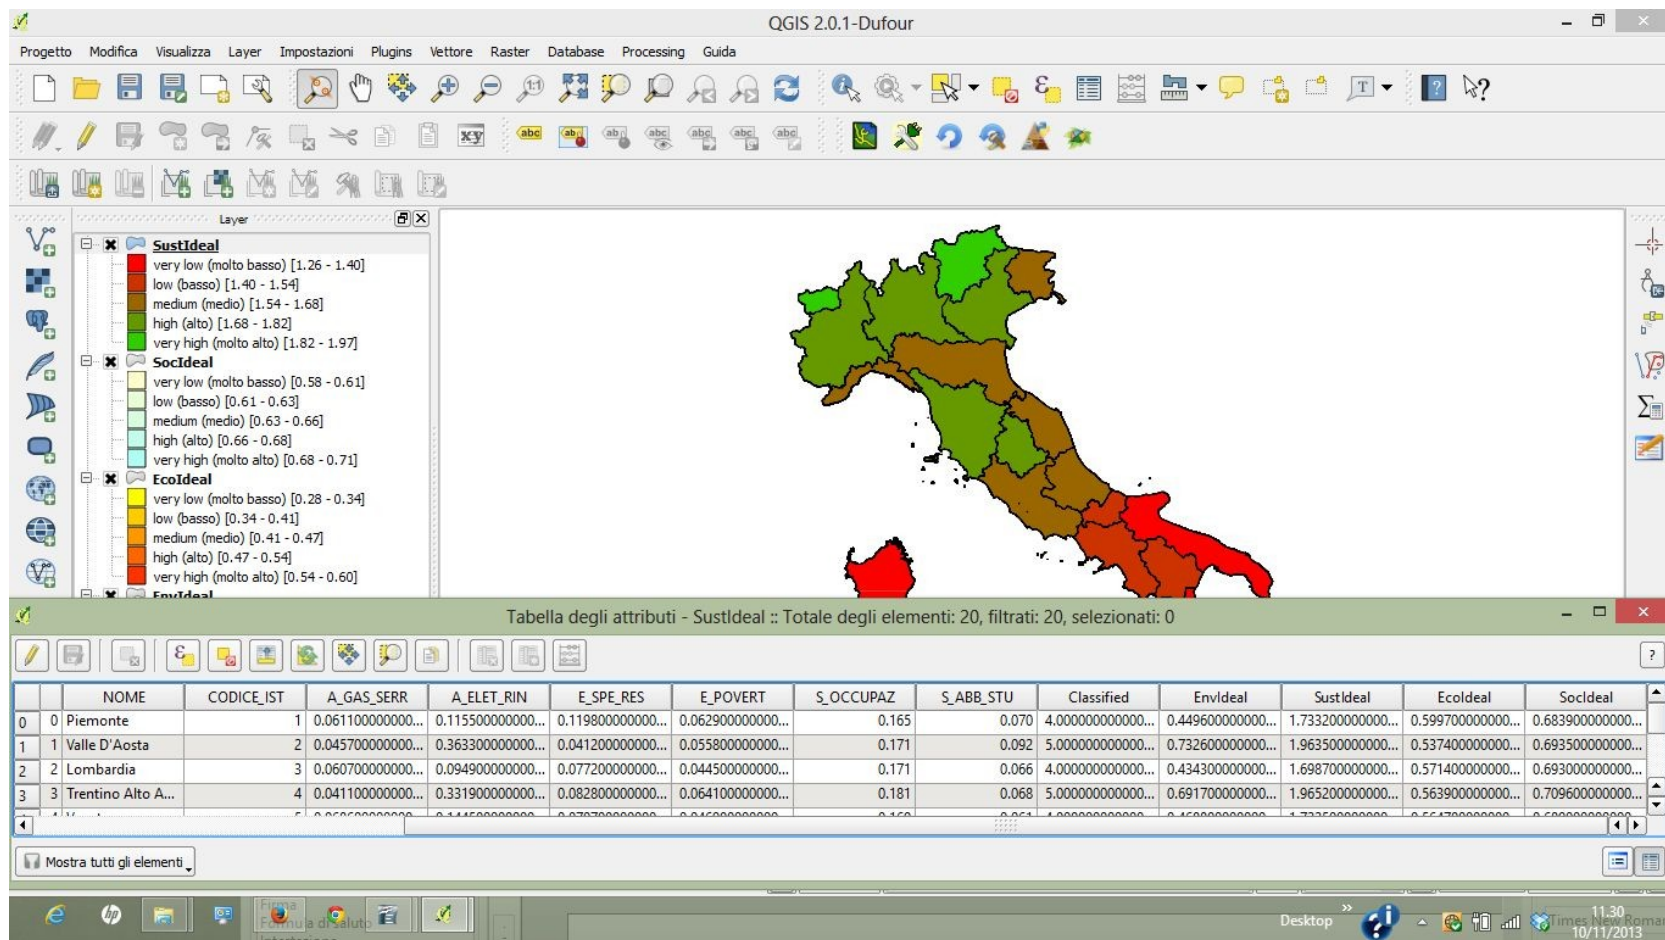 QGIS 2.0.1-Dufour
Progetto Modifica Visualizza Layer Impostazioni Plugins Vettore Raster Database Processing Guida
Layer
SustIdeal
very low (molto basso) [1.26 - 1.40]
low (basso) [1.40 - 1.54]
medium (medio) [1.54 - 1.68]
high (alto) [1.68 - 1.82]
very high (molto alto) [1.82 - 1.97]
SocIdeal
very low (molto basso) [0.58 - 0.61]
low (basso) [0.61 - 0.63]
medium (medio) [0.63 - 0.66]
high (alto) [0.66 - 0.68]
very high (molto alto) [0.68 - 0.71]
EcoIdeal
very low (molto basso) [0.28 - 0.34]
low (basso) [0.34 - 0.41]
medium (medio) [0.41 - 0.47]
high (alto) [0.47 - 0.54]
very high (molto alto) [0.54 - 0.60]
EnvIdeal
Tabella degli attributi - SustIdeal :: Totale degli elementi: 20, filtrati: 20, selezionati: 0
NOME CODICE_IST A_GAS_SERR A_ELET_RIN E_SPE_RES E_POVERT S_OCCUPAZ S_ABB_STU Classified EnvIdeal SustIdeal EcoIdeal SocIdeal
0 0 Piemonte 1 0.061100000000... 0.115500000000... 0.119800000000... 0.062900000000... 0.165 0.070 4.000000000000... 0.449600000000... 1.733200000000... 0.599700000000... 0.683900000000...
1 1 Valle D'Aosta 2 0.045700000000... 0.363300000000... 0.041200000000... 0.055800000000... 0.171 0.092 5.000000000000... 0.732600000000... 1.963500000000... 0.537400000000... 0.693500000000...
2 2 Lombardia 3 0.060700000000... 0.094900000000... 0.077200000000... 0.044500000000... 0.171 0.066 4.000000000000... 0.434300000000... 1.698700000000... 0.571400000000... 0.693000000000...
3 3 Trentino Alto A... 4 0.041100000000... 0.331900000000... 0.082800000000... 0.064100000000... 0.181 0.068 5.000000000000... 0.691700000000... 1.965200000000... 0.563900000000... 0.709600000000...
Mostra tutti gli elementi
Firma
Formula di saluto
Intestazione
Desktop
11.30
Times New Roman
10/11/2013